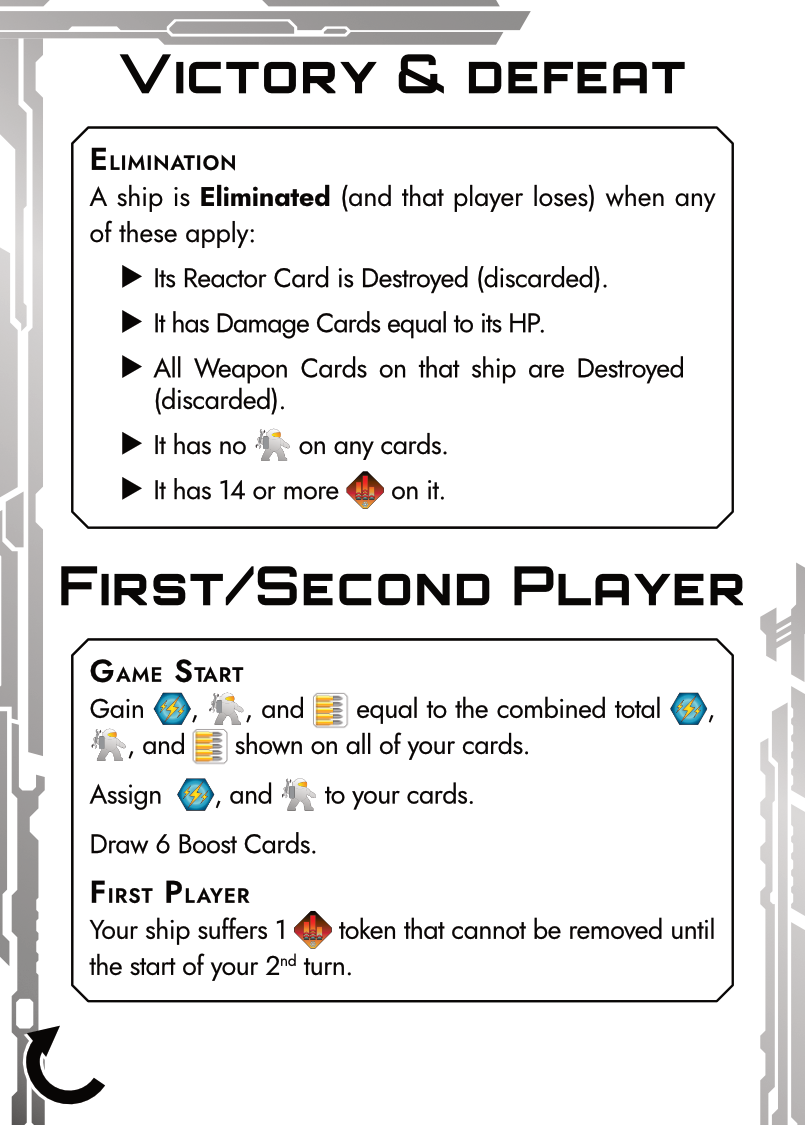 Victory & defeat
Elimination
A ship is Eliminated (and that player loses) when any
of these apply:
▶ Its Reactor Card is Destroyed (discarded).
▶ It has Damage Cards equal to its HP.
▶ All Weapon Cards on that ship are Destroyed
(discarded).
▶ It has no on any cards.
▶ It has 14 or more on it.
First/Second Player
Game Start
Gain , , and equal to the combined total ,
, and shown on all of your cards.
Assign , and to your cards.
Draw 6 Boost Cards.
First Player
Your ship suffers 1 token that cannot be removed until
the start of your 2nd turn.